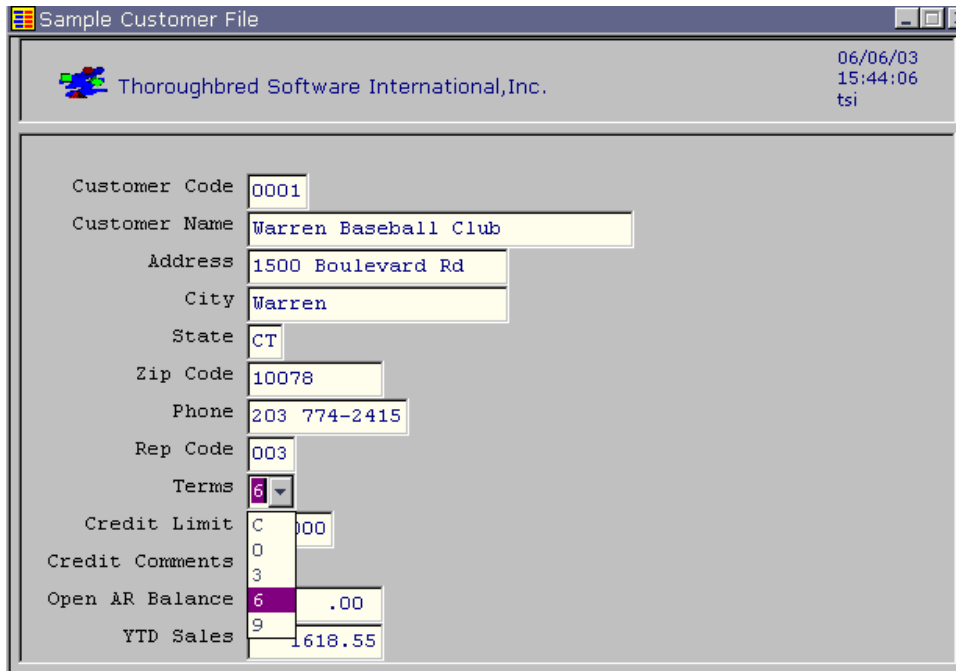 Sample Customer File
Thoroughbred Software International,Inc.
06/06/03
15:44:06
tsi
Customer Code 0001
Customer Name Warren Baseball Club
Address 1500 Boulevard Rd
City Warren
State CT
Zip Code 10078
Phone 203 774-2415
Rep Code 003
Terms 6
C
0
3
6
9
Credit Limit
Credit Comments
Open AR Balance .00
YTD Sales 1618.55